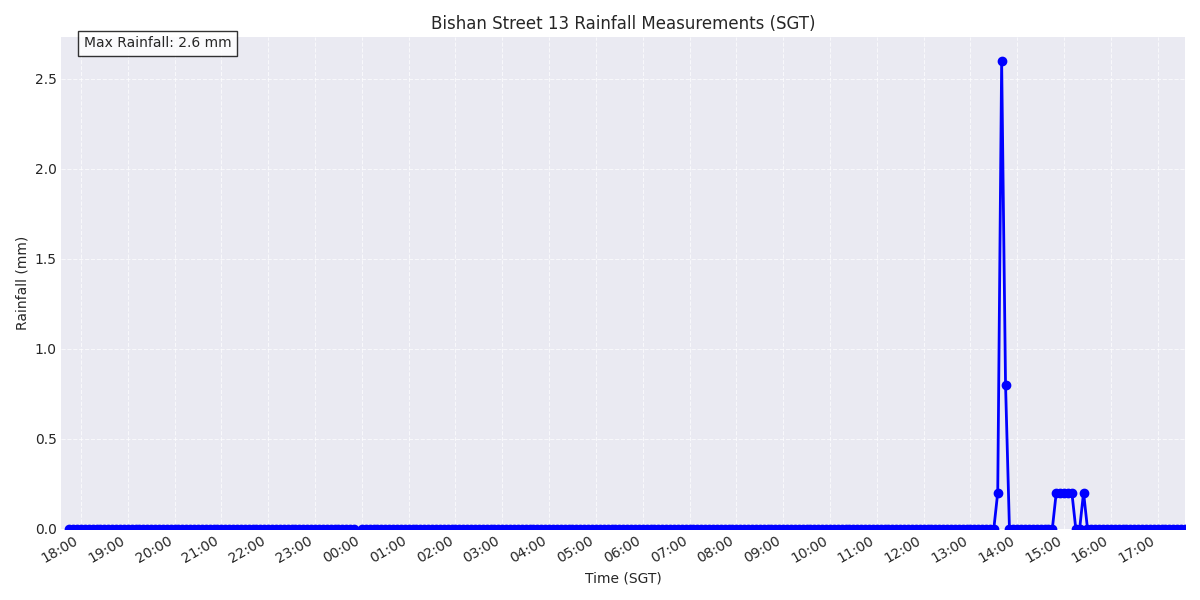 Bishan Street 13 Rainfall Measurements (SGT)
Max Rainfall: 2.6 mm
Rainfall (mm)
2.5
2.0
1.5
1.0
0.5
0.0
18:00 19:00 20:00 21:00 22:00 23:00 00:00 01:00 02:00 03:00 04:00 05:00 06:00 07:00 08:00 09:00 10:00 11:00 12:00 13:00 14:00 15:00 16:00 17:00
Time (SGT)